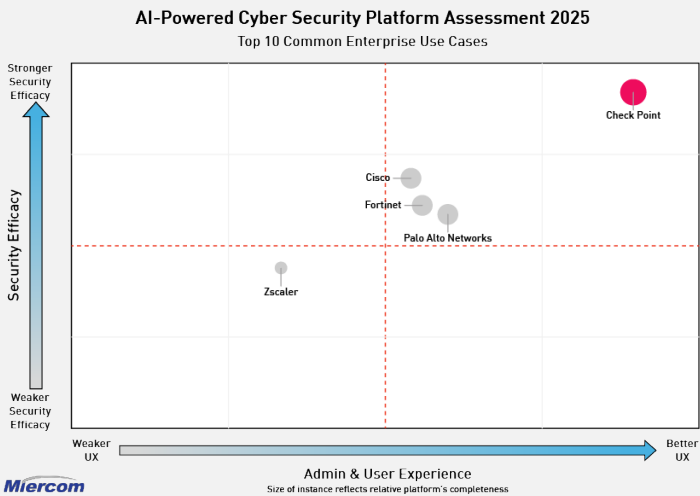 AI-Powered Cyber Security Platform Assessment 2025
Top 10 Common Enterprise Use Cases
Stronger
Security
Efficacy
Security Efficacy
Weaker
Security
Efficacy
Check Point
Cisco
Fortinet
Palo Alto Networks
Zscaler
Weaker
UX
Better
UX
Admin & User Experience
Size of instance reflects relative platform's completeness
Miercom